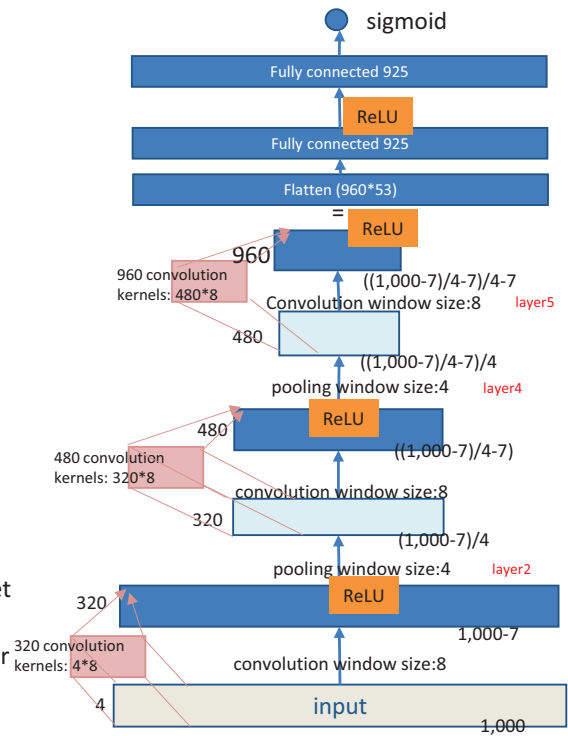 sigmoid
Fully connected 925
ReLU
Fully connected 925
Flatten (960*53)
=
ReLU
960
960 convolution
kernels: 480*8
((1,000-7)/4-7)/4-7
Convolution window size:8
layer5
480
((1,000-7)/4-7)/4
pooling window size:4
layer4
ReLU
480
((1,000-7)/4-7)
480 convolution
kernels: 320*8
convolution window size:8
320
(1,000-7)/4
pooling window size:4
layer2
et
ReLU
320
1,000-7
r
320 convolution
kernels: 4*8
convolution window size:8
4
input
1,000